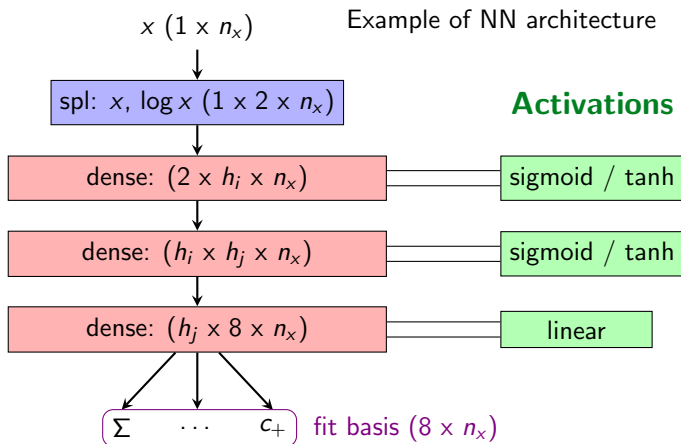 x (1 x nₓ)
Example of NN architecture
spl: x, log x (1 x 2 x nₓ)
Activations
dense: (2 x hᵢ x nₓ)
sigmoid / tanh
dense: (hᵢ x hⱼ x nₓ)
sigmoid / tanh
dense: (hⱼ x 8 x nₓ)
linear
Σ ··· c₊
fit basis (8 x nₓ)